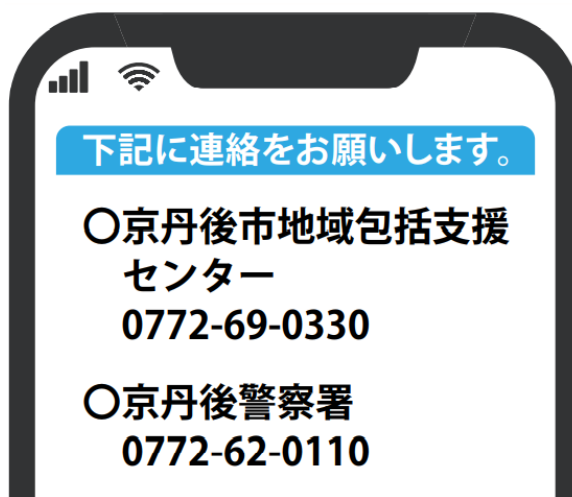 下記に連絡をお願いします。
〇京丹後市地域包括支援
センター
0772-69-0330
〇京丹後警察署
0772-62-0110